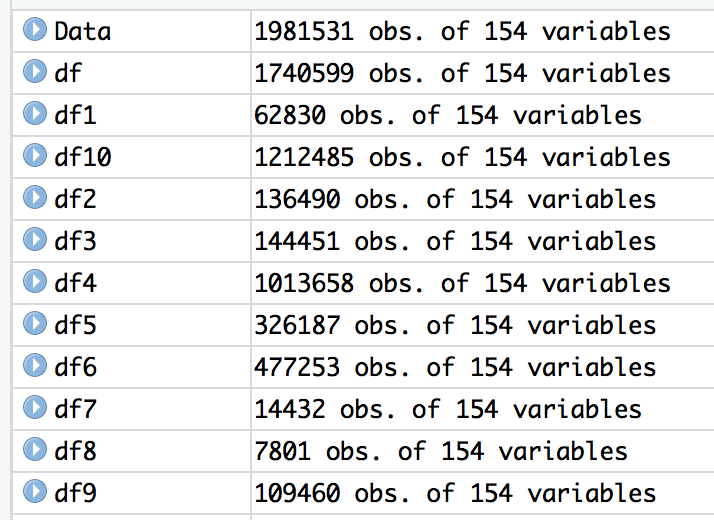 Data 1981531 obs. of 154 variables
df 1740599 obs. of 154 variables
df1 62830 obs. of 154 variables
df10 1212485 obs. of 154 variables
df2 136490 obs. of 154 variables
df3 144451 obs. of 154 variables
df4 1013658 obs. of 154 variables
df5 326187 obs. of 154 variables
df6 477253 obs. of 154 variables
df7 14432 obs. of 154 variables
df8 7801 obs. of 154 variables
df9 109460 obs. of 154 variables